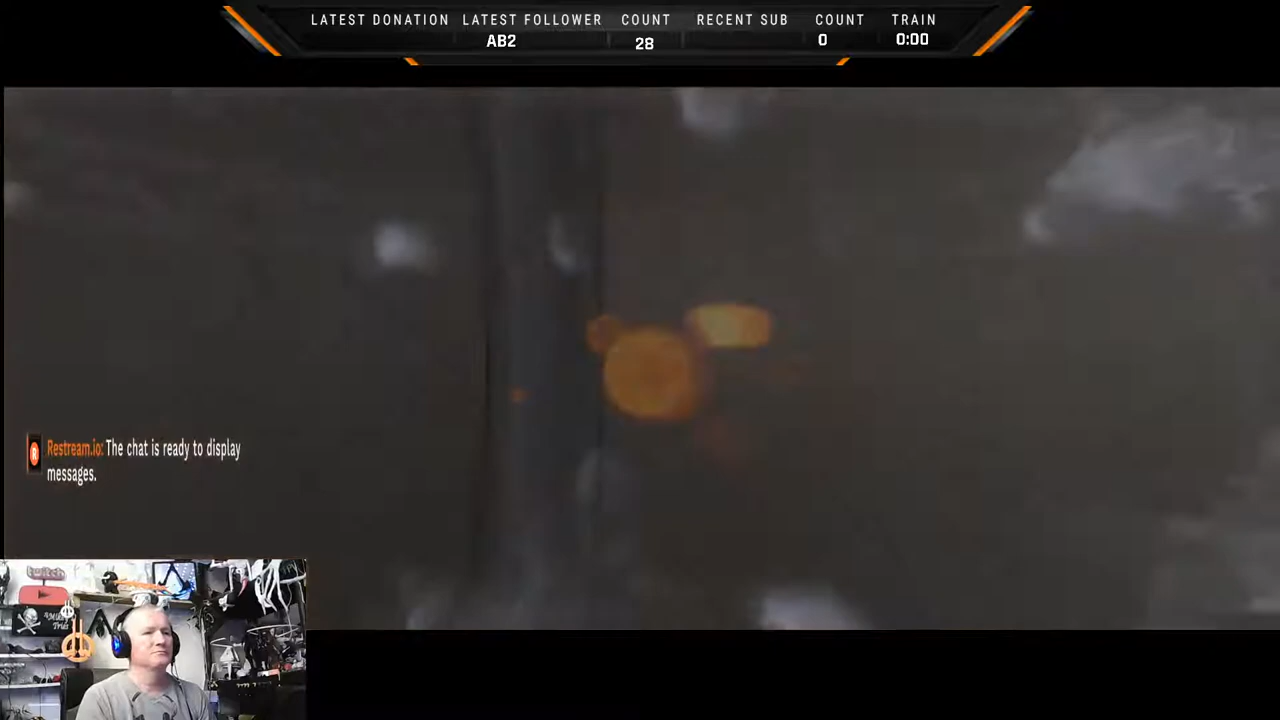 LATEST DONATION LATEST FOLLOWER COUNT RECENT SUB COUNT TRAIN
AB2 28 0 0:00
Restream.io: The chat is ready to display
messages.
twitch